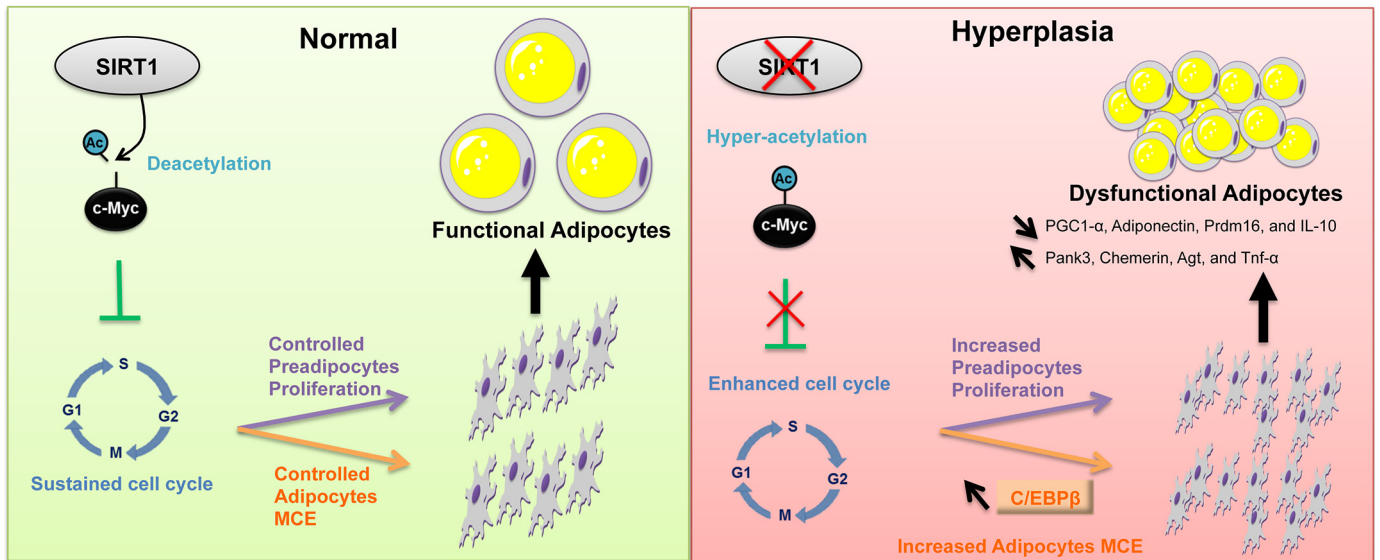 Normal
SIRT1
Ac
Deacetylation
c-Myc
Functional Adipocytes
Controlled
Preadipocytes
Proliferation
S
G1
G2
M
Sustained cell cycle
Controlled
Adipocytes
MCE
Hyperplasia
SIRT1
Hyper-acetylation
Ac
c-Myc
Dysfunctional Adipocytes
PGC1-α, Adiponectin, Prdm16, and IL-10
Pank3, Chemerin, Agt, and Tnf-α
Enhanced cell cycle
Increased
Preadipocytes
Proliferation
S
G1
G2
M
C/EBPβ
Increased Adipocytes MCE